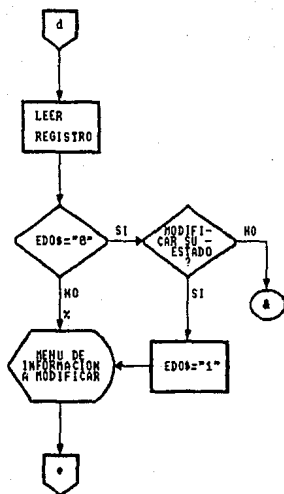 d
LEER
REGISTRO
EDO$="0"
SI
MODIFI-
CAR SU -
ESTADO
?
NO
&
NO
%
SI
MENU DE
INFORMACION
A MODIFICAR
EDO$="1"
e